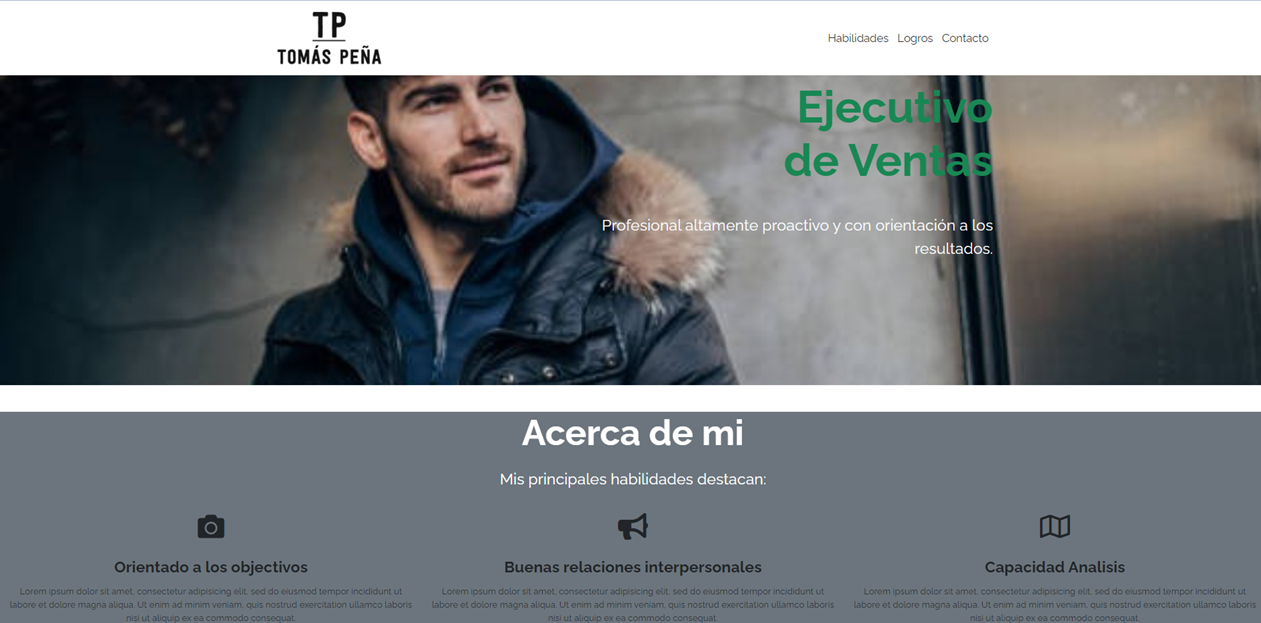 TP
TOMÁS PEÑA
Habilidades Logros Contacto
Ejecutivo
de Ventas
Profesional altamente proactivo y con orientación a los
resultados.
Acerca de mi
Mis principales habilidades destacan:
Orientado a los objectivos
Buenas relaciones interpersonales
Capacidad Analisis
Lorem ipsum dolor sit amet, consectetur adipisicing elit, sed do eiusmod tempor incididunt ut
labore et dolore magna aliqua. Ut enim ad minim veniam, quis nostrud exercitation ullamco laboris
nisi ut aliquip ex ea commodo consequat.
Lorem ipsum dolor sit amet, consectetur adipisicing elit, sed do eiusmod tempor incididunt ut
labore et dolore magna aliqua. Ut enim ad minim veniam, quis nostrud exercitation ullamco laboris
nisi ut aliquip ex ea commodo consequat.
Lorem ipsum dolor sit amet, consectetur adipisicing elit, sed do eiusmod tempor incididunt ut
labore et dolore magna aliqua. Ut enim ad minim veniam, quis nostrud exercitation ullamco laboris
nisi ut aliquip ex ea commodo consequat.